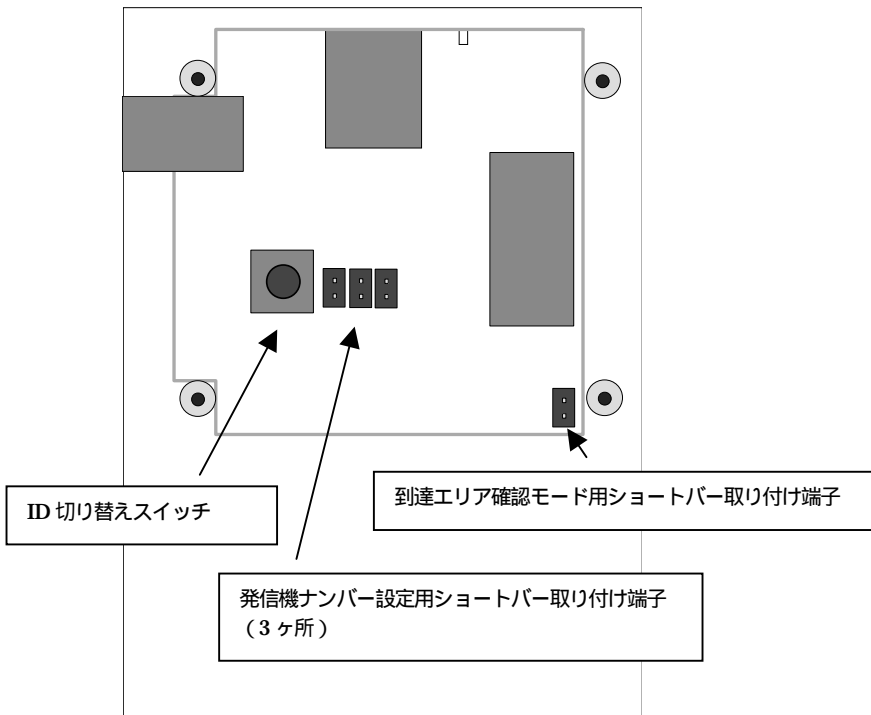 ID 切り替えスイッチ
到達エリア確認モード用ショートバー取り付け端子
発信機ナンバー設定用ショートバー取り付け端子
（3 ヶ所）